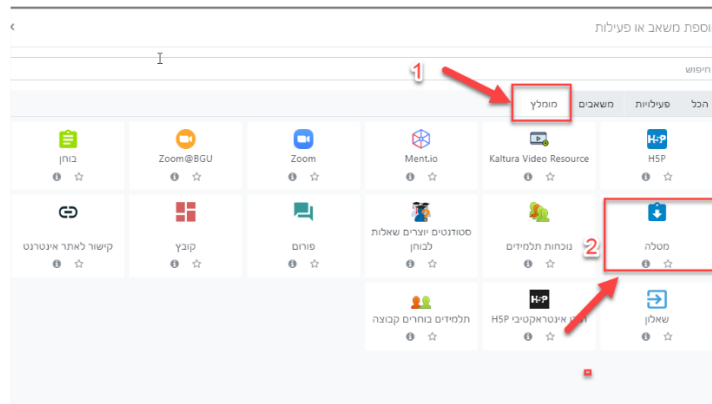 וספת משאב או פעילות
חיפוש
הכל פעילויות משאבים מומלץ
1
H5P Kaltura Video Resource Ment.io Zoom Zoom@BGU בוחן
2
מטלה נוכחות תלמידים סטודנטים יוצרים שאלות לבוחן פורום קובץ קישור לאתר אינטרנט
שאלון אינטראקטיבי H5P תלמידים בוחרים קבוצה